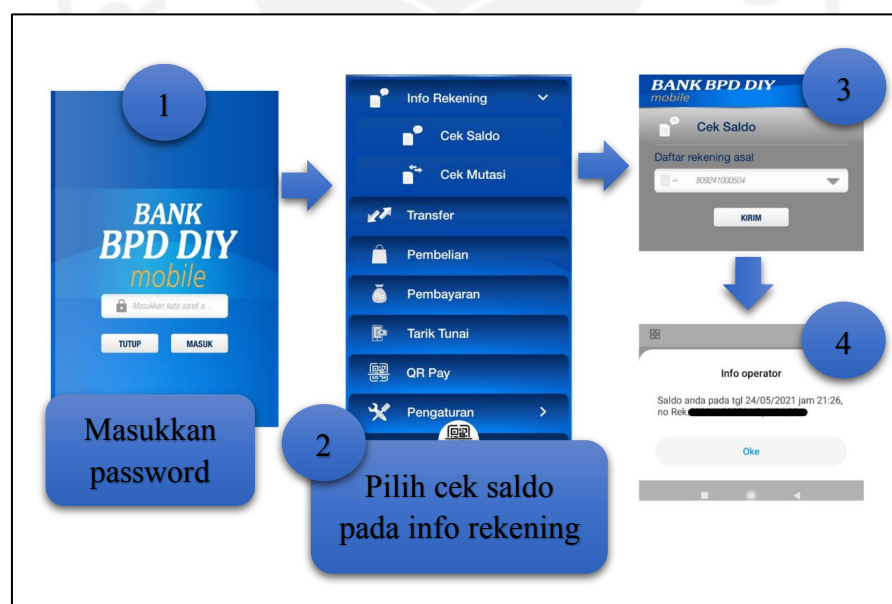 1
BANK
BPD DIY
mobile
Masukkan kata sandi a...
TUTUP MASUK
Masukkan
password
Info Rekening
Cek Saldo
Cek Mutasi
Transfer
Pembelian
Pembayaran
Tarik Tunai
QR Pay
Pengaturan
2
Pilih cek saldo
pada info rekening
3
BANK BPD DIY
mobile
Cek Saldo
Daftar rekening asal
809241000504
KIRIM
4
Info operator
Saldo anda pada tgl 24/05/2021 jam 21:26,
no Rek:
Oke